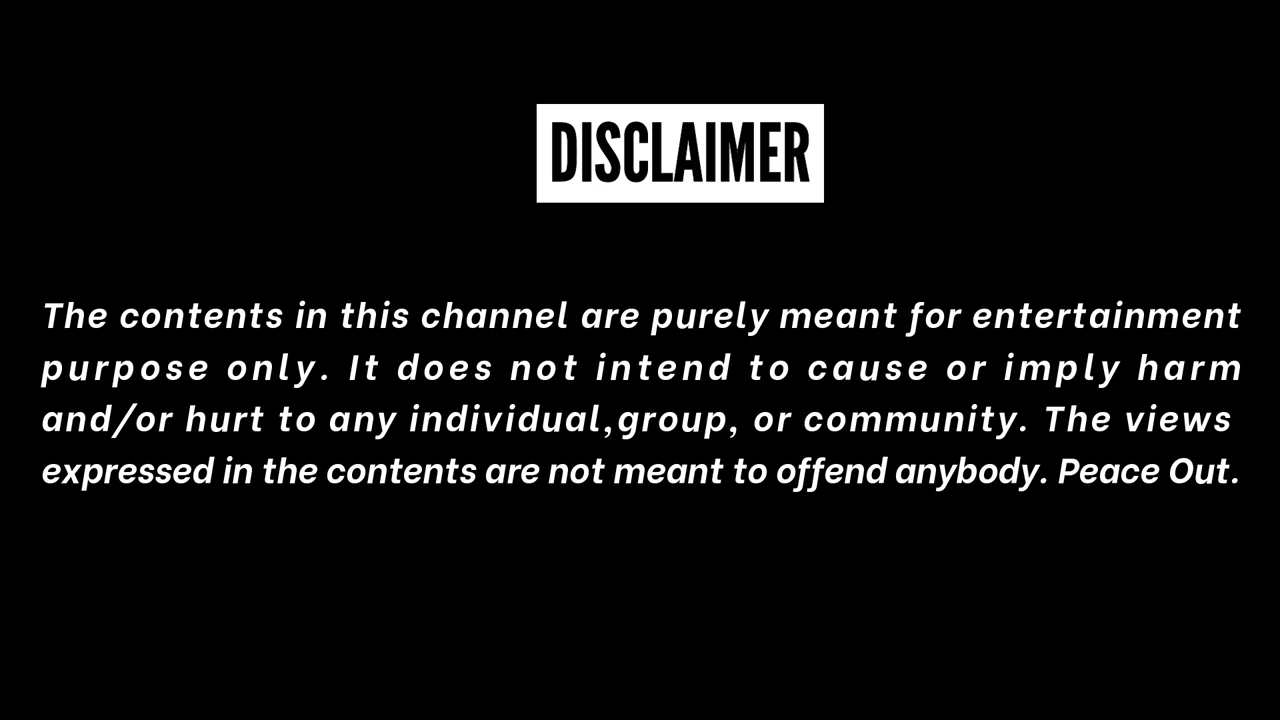 DISCLAIMER
The contents in this channel are purely meant for entertainment
purpose only. It does not intend to cause or imply harm
and/or hurt to any individual,group, or community. The views
expressed in the contents are not meant to offend anybody. Peace Out.